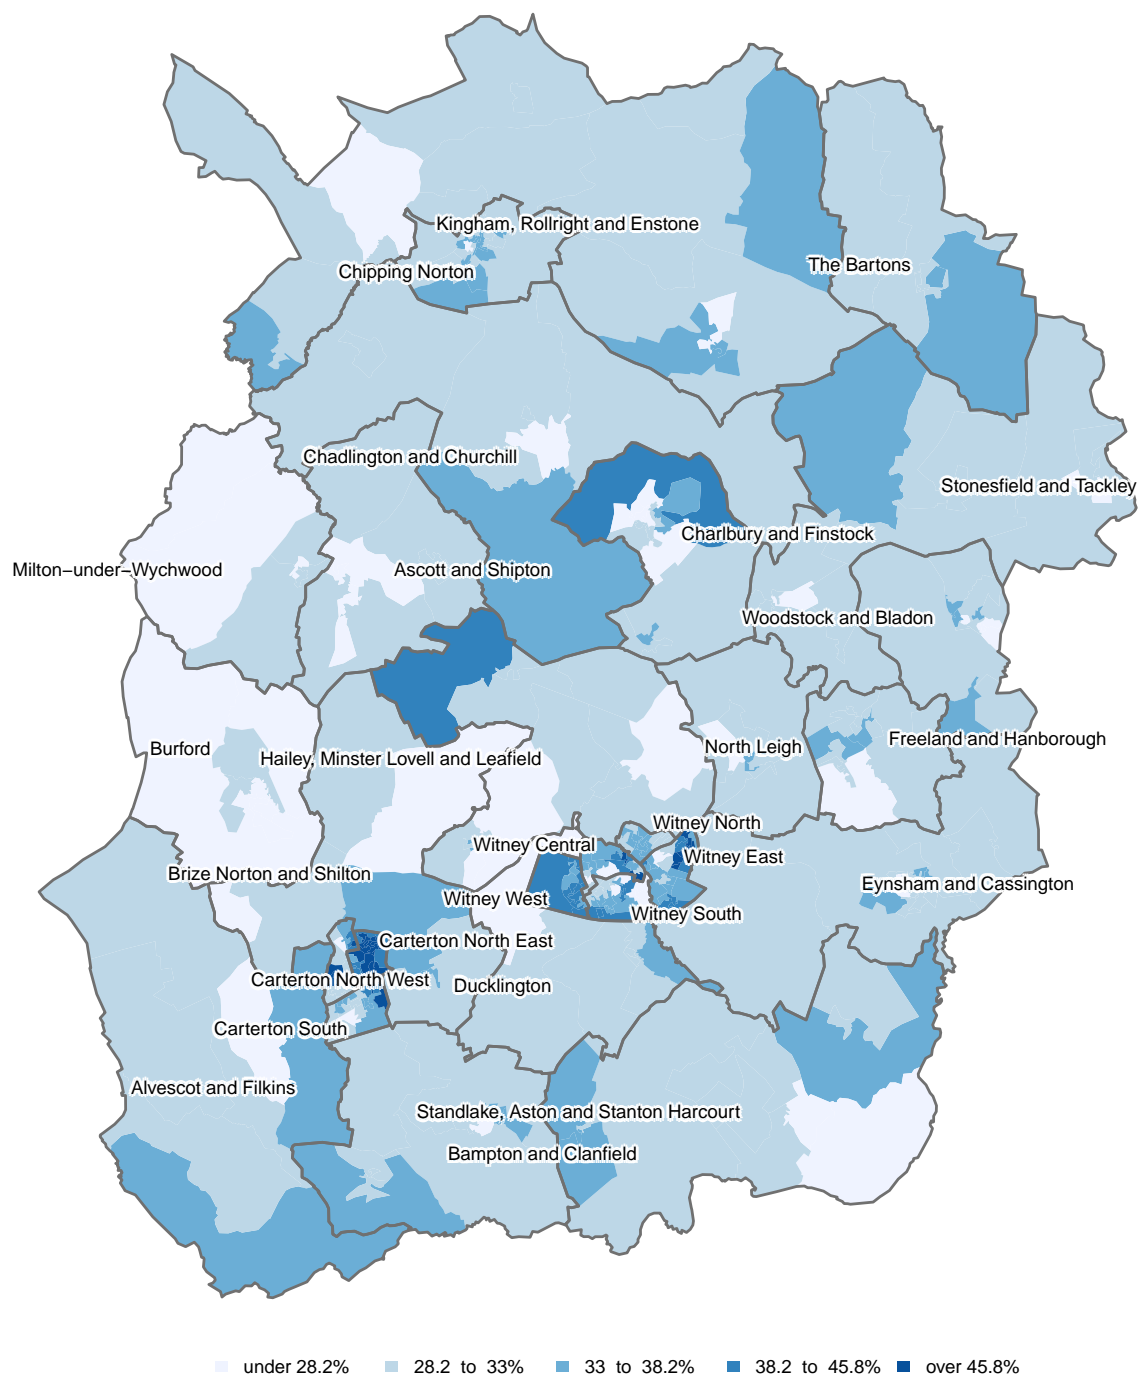 Kingham, Rollright and Enstone
The Bartons
Chipping Norton
Chadlington and Churchill
Stonesfield and Tackley
Charlbury and Finstock
Milton−under−Wychwood
Ascott and Shipton
Woodstock and Bladon
Freeland and Hanborough
North Leigh
Burford
Hailey, Minster Lovell and Leafield
Witney North
Witney Central
Witney East
Brize Norton and Shilton
Eynsham and Cassington
Witney West
Witney South
Carterton North East
Carterton North West
Ducklington
Carterton South
Alvescot and Filkins
Standlake, Aston and Stanton Harcourt
Bampton and Clanfield
under 28.2% 28.2 to 33% 33 to 38.2% 38.2 to 45.8% over 45.8%